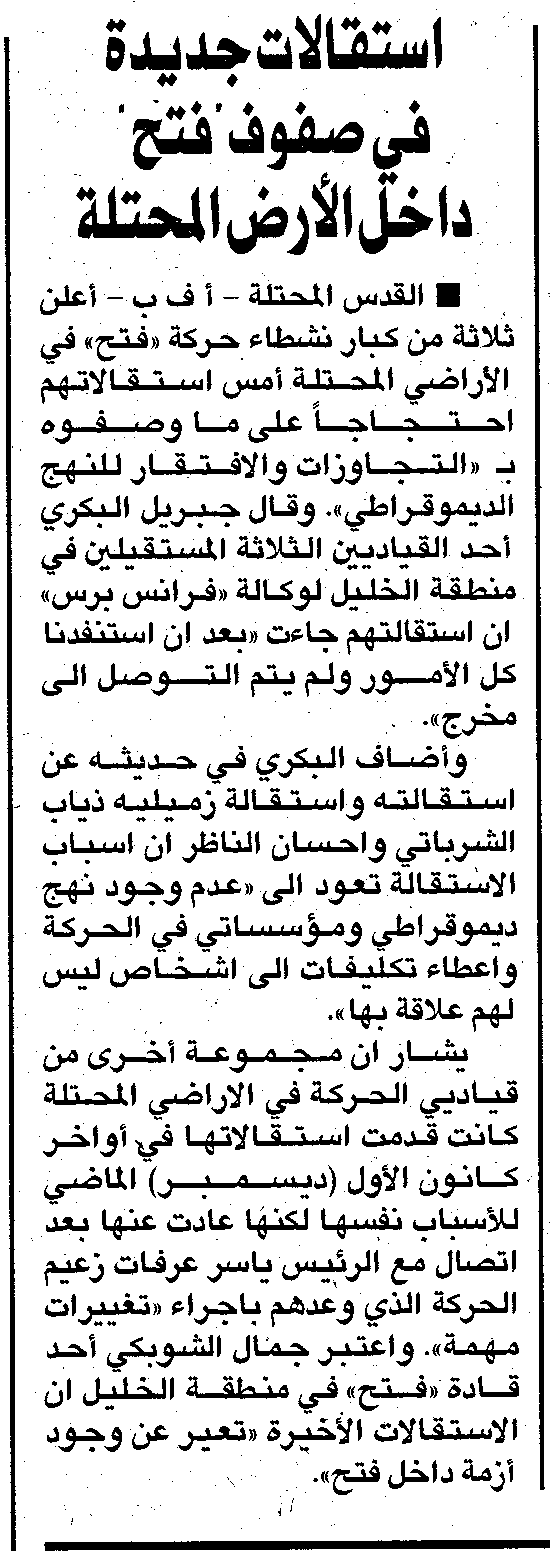 استقالات جديدة
في صفوف "فتح"
داخل الأرض المحتلة
■ القدس المحتلة - أ ف ب - أعلن
ثلاثة من كبار نشطاء حركة «فتح» في
الأراضي المحتلة أمس استقالاتهم
احتجاجاً على ما وصفوه
بـ «التجاوزات والافتقار للنهج
الديموقراطي». وقال جبريل البكري
أحد القياديين الثلاثة المستقيلين في
منطقة الخليل لوكالة «فرانس برس»
ان استقالتهم جاءت «بعد ان استنفدنا
كل الأمور ولم يتم التوصل الى
مخرج».
وأضاف البكري في حديثه عن
استقالته واستقالة زميليه ذياب
الشرباتي واحسان الناظر ان اسباب
الاستقالة تعود الى «عدم وجود نهج
ديموقراطي ومؤسساتي في الحركة
واعطاء تكليفات الى اشخاص ليس
لهم علاقة بها».
يشار ان مجموعة أخرى من
قياديي الحركة في الاراضي المحتلة
كانت قدمت استقالاتها في أواخر
كانون الأول (ديسمبر) الماضي
للأسباب نفسها لكنها عادت عنها بعد
اتصال مع الرئيس ياسر عرفات زعيم
الحركة الذي وعدهم باجراء «تغييرات
مهمة». واعتبر جمال الشوبكي أحد
قادة «فتح» في منطقة الخليل ان
الاستقالات الأخيرة «تعبر عن وجود
أزمة داخل فتح».